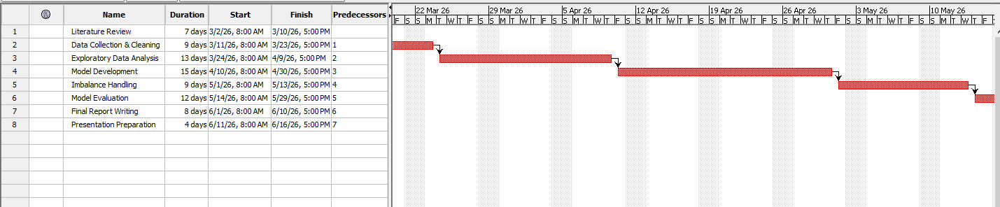 Name Duration Start Finish Predecessors
1 Literature Review 7 days 3/2/26, 8:00 AM 3/10/26, 5:00 PM
2 Data Collection & Cleaning 9 days 3/11/26, 8:00 AM 3/23/26, 5:00 PM 1
3 Exploratory Data Analysis 13 days 3/24/26, 8:00 AM 4/9/26, 5:00 PM 2
4 Model Development 15 days 4/10/26, 8:00 AM 4/30/26, 5:00 PM 3
5 Imbalance Handling 9 days 5/1/26, 8:00 AM 5/13/26, 5:00 PM 4
6 Model Evaluation 12 days 5/14/26, 8:00 AM 5/29/26, 5:00 PM 5
7 Final Report Writing 8 days 6/1/26, 8:00 AM 6/10/26, 5:00 PM 6
8 Presentation Preparation 4 days 6/11/26, 8:00 AM 6/16/26, 5:00 PM 7
22 Mar 26 29 Mar 26 5 Apr 26 12 Apr 26 19 Apr 26 26 Apr 26 3 May 26 10 May 26
F S S M T W T F S S M T W T F S S M T W T F S S M T W T F S S M T W T F S S M T W T F S S M T W T F S S M T W T F